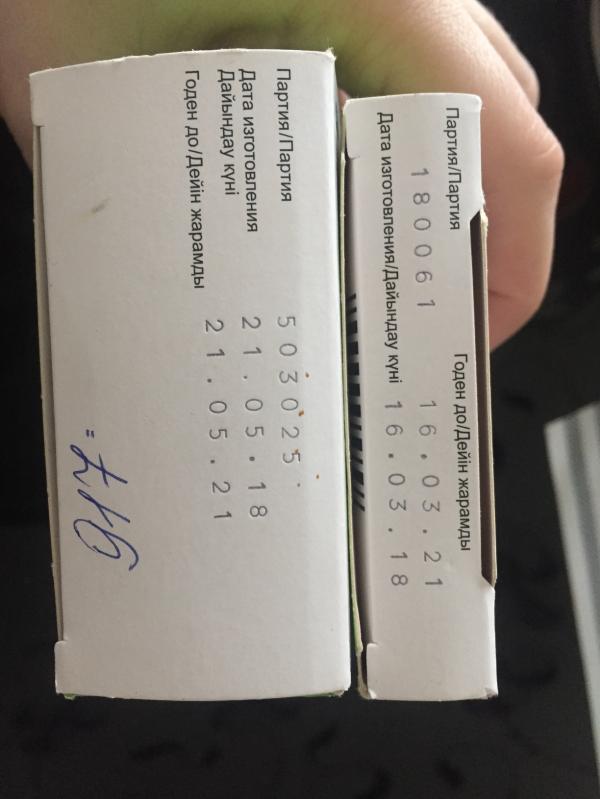 Партия/Партия 503025
Дата изготовления
Дайындау күні 21.05.18
Годен до/Дейін жарамды 21.05.21
Партия/Партия
180061
Годен до/Дейін жарамды
16.03.21
Дата изготовления/Дайындау күні 16.03.18